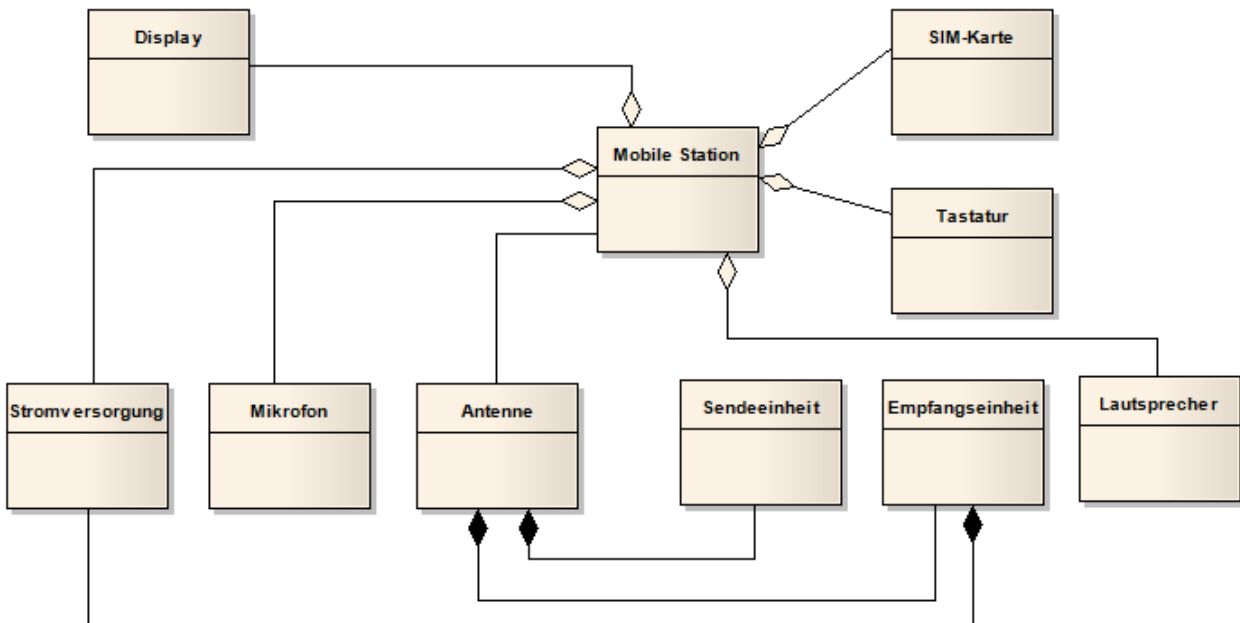 Display
SIM-Karte
Mobile Station
Tastatur
Stromversorgung
Mikrofon
Antenne
Sendeeinheit
Empfangseinheit
Lautsprecher